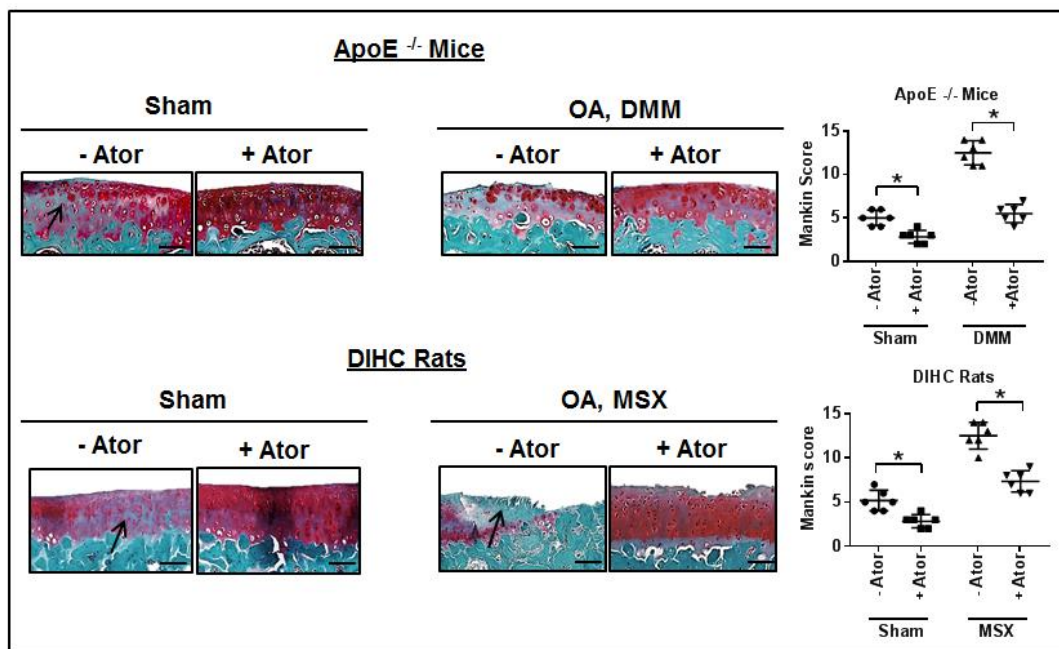 ApoE -/- Mice
Sham
OA, DMM
- Ator
+ Ator
- Ator
+ Ator
ApoE -/- Mice
*
*
Mankin Score
15
10
5
0
- Ator
+ Ator
- Ator
+Ator
Sham
DMM
DIHC Rats
Sham
OA, MSX
- Ator
+ Ator
- Ator
+ Ator
DIHC Rats
*
*
Mankin score
15
10
5
0
- Ator
+ Ator
- Ator
+ Ator
Sham
MSX